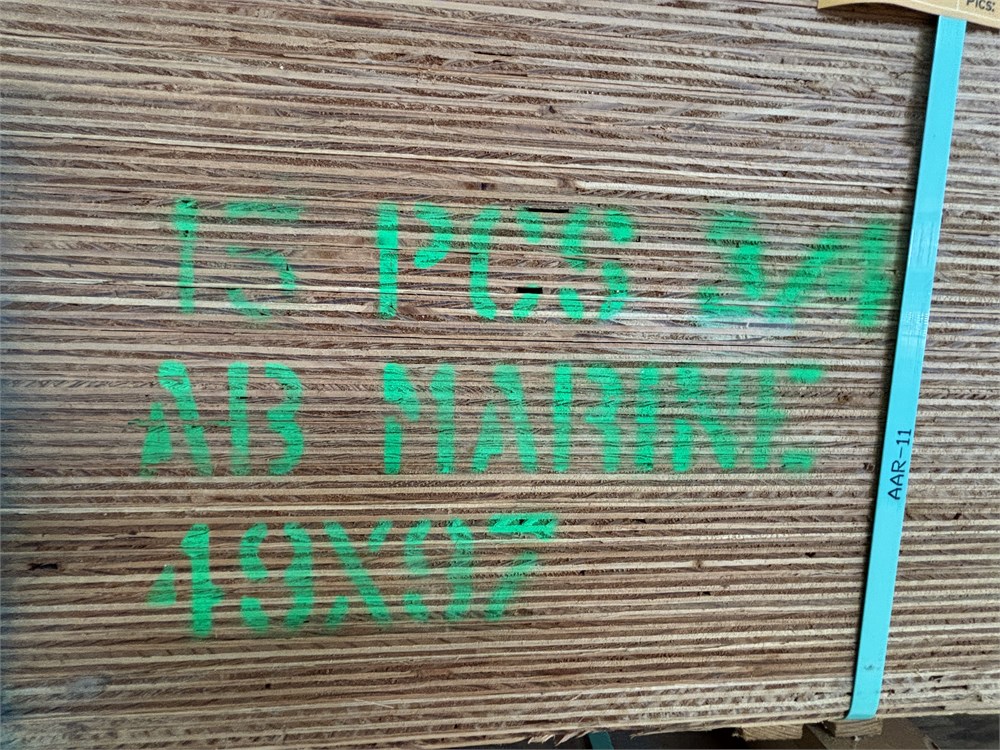 Pics:
15 PCS 3/4
AB MARINE
49X97
AAR-11